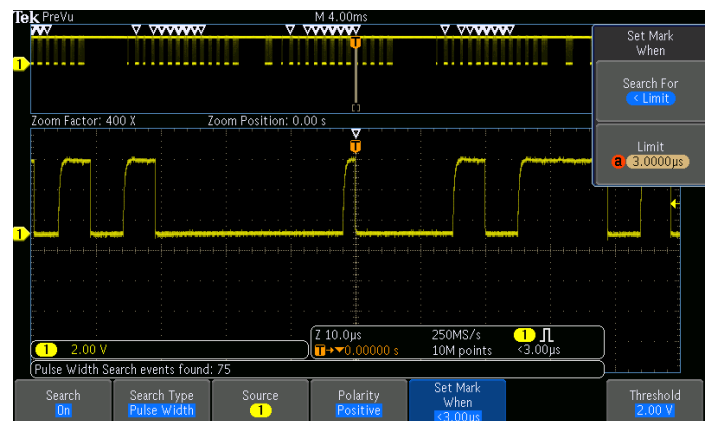 Tek PreVu
M 4.00ms
Set Mark
When
T
1
Search For
< Limit
Limit
a 3.0000µs
Zoom Factor: 400 X
Zoom Position: 0.00 s
T
1
1 2.00 V
Z 10.0µs
T→▼0.00000 s
250MS/s
10M points
1
<3.00µs
Pulse Width Search events found: 75
Search
On
Search Type
Pulse Width
Source
1
Polarity
Positive
Set Mark
When
<3.00µs
Threshold
2.00 V